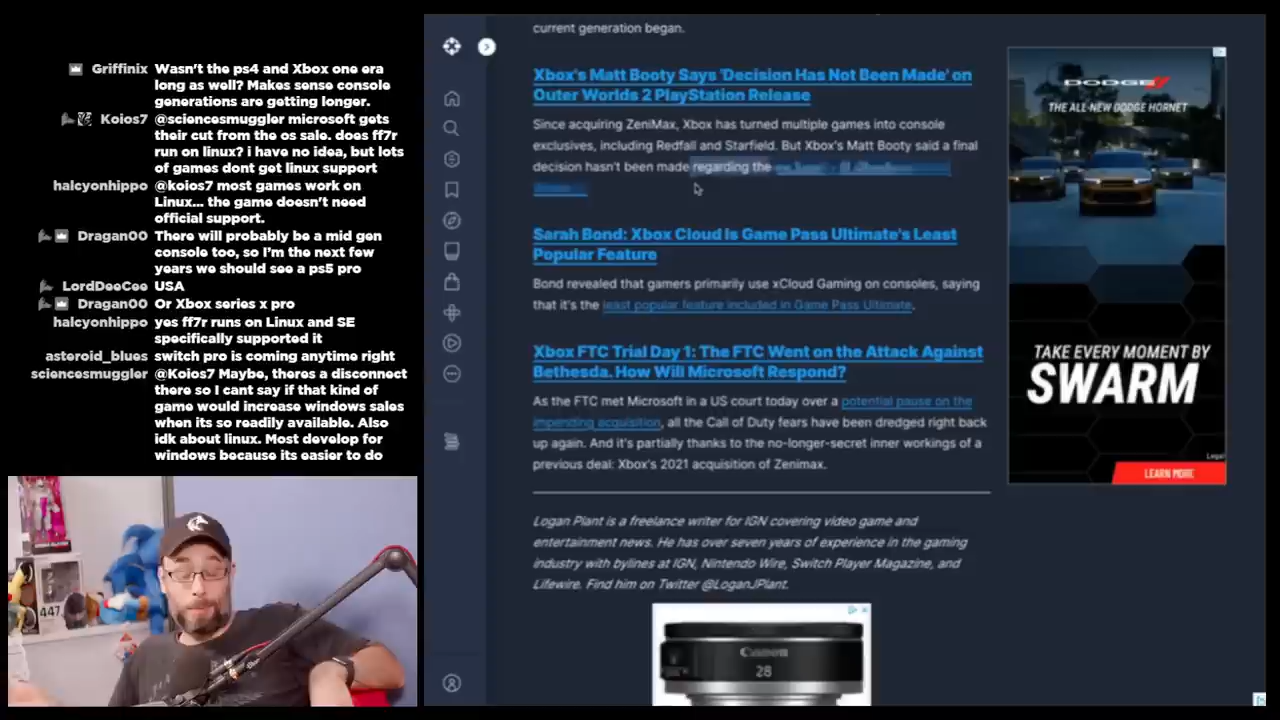 Griffinix Wasn't the ps4 and Xbox one era
long as well? Makes sense console
generations are getting longer.
Koios7 @sciencesmuggler microsoft gets
their cut from the os sale. does ff7r
run on linux? i have no idea, but lots
of games dont get linux support
halcyonhippo @koios7 most games work on
Linux... the game doesn't need
official support.
Dragan00 There will probably be a mid gen
console too, so I'm the next few
years we should see a ps5 pro
LordDeeCee USA
Dragan00 Or Xbox series x pro
halcyonhippo yes ff7r runs on Linux and SE
specifically supported it
asteroid_blues switch pro is coming anytime right
sciencesmuggler @Koios7 Maybe, theres a disconnect
there so I cant say if that kind of
game would increase windows sales
when its so readily available. Also
idk about linux. Most develop for
windows because its easier to do
447
current generation began.
Xbox's Matt Booty Says 'Decision Has Not Been Made' on
Outer Worlds 2 PlayStation Release
Since acquiring ZeniMax, Xbox has turned multiple games into console
exclusives, including Redfall and Starfield. But Xbox's Matt Booty said a final
decision hasn't been made regarding the
Sarah Bond: Xbox Cloud Is Game Pass Ultimate's Least
Popular Feature
Bond revealed that gamers primarily use xCloud Gaming on consoles, saying
that it's the least popular feature included in Game Pass Ultimate.
Xbox FTC Trial Day 1: The FTC Went on the Attack Against
Bethesda. How Will Microsoft Respond?
As the FTC met Microsoft in a US court today over a potential pause on the
impending acquisition, all the Call of Duty fears have been dredged right back
up again. And it's partially thanks to the no-longer-secret inner workings of a
previous deal: Xbox's 2021 acquisition of Zenimax.
Logan Plant is a freelance writer for IGN covering video game and
entertainment news. He has over seven years of experience in the gaming
industry with bylines at IGN, Nintendo Wire, Switch Player Magazine, and
Lifewire. Find him on Twitter @LoganJPlant.
Canon
28
DODGE
THE ALL-NEW DODGE HORNET
TAKE EVERY MOMENT BY
SWARM
Legal
LEARN MORE